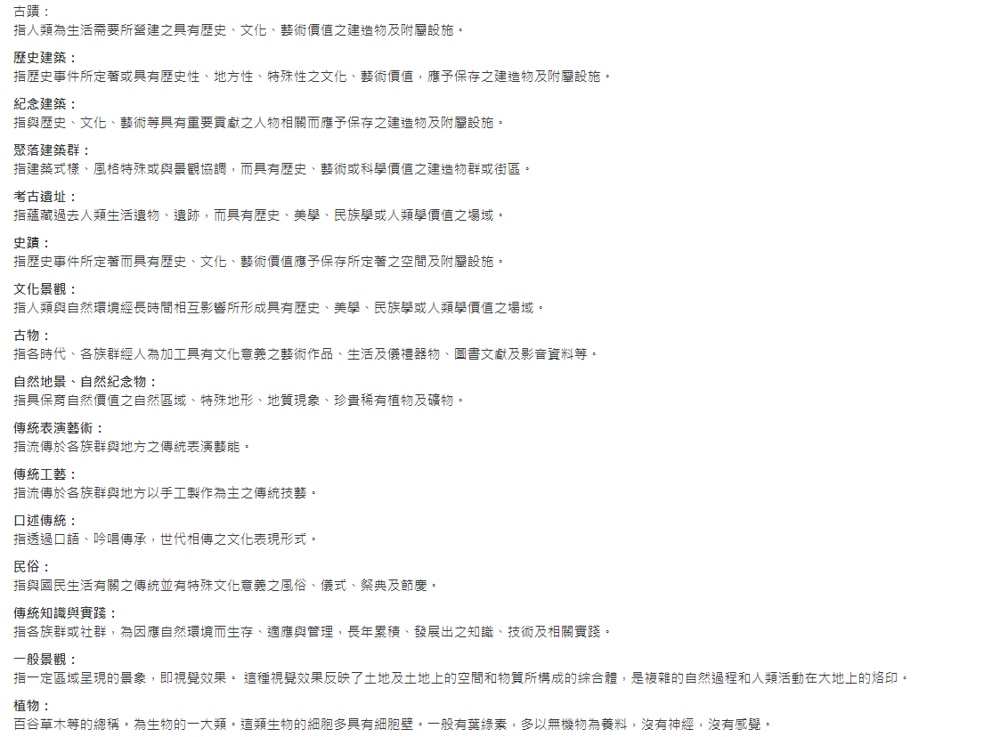 古蹟：
指人類為生活需要所營建之具有歷史、文化、藝術價值之建造物及附屬設施。
歷史建築：
指歷史事件所定著或具有歷史性、地方性、特殊性之文化、藝術價值，應予保存之建造物及附屬設施。
紀念建築：
指與歷史、文化、藝術等具有重要貢獻之人物相關而應予保存之建造物及附屬設施。
聚落建築群：
指建築式樣、風格特殊或與景觀協調，而具有歷史、藝術或科學價值之建造物群或街區。
考古遺址：
指蘊藏過去人類生活遺物、遺跡，而具有歷史、美學、民族學或人類學價值之場域。
史蹟：
指歷史事件所定著而具有歷史、文化、藝術價值應予保存所定著之空間及附屬設施。
文化景觀：
指人類與自然環境經長時間相互影響所形成具有歷史、美學、民族學或人類學價值之場域。
古物：
指各時代、各族群經人為加工具有文化意義之藝術作品、生活及儀禮器物、圖書文獻及影音資料等。
自然地景、自然紀念物：
指具保育自然價值之自然區域、特殊地形、地質現象、珍貴稀有植物及礦物。
傳統表演藝術：
指流傳於各族群與地方之傳統表演藝能。
傳統工藝：
指流傳於各族群與地方以手工製作為主之傳統技藝。
口述傳統：
指透過口語、吟唱傳承，世代相傳之文化表現形式。
民俗：
指與國民生活有關之傳統並有特殊文化意義之風俗、儀式、祭典及節慶。
傳統知識與實踐：
指各族群或社群，為因應自然環境而生存、適應與管理，長年累積、發展出之知識、技術及相關實踐。
一般景觀：
指一定區域呈現的景象，即視覺效果。 這種視覺效果反映了土地及土地上的空間和物質所構成的綜合體，是複雜的自然過程和人類活動在大地上的烙印。
植物：
百谷草木等的總稱。為生物的一大類。這類生物的細胞多具有細胞壁。一般有葉綠素，多以無機物為養料，沒有神經，沒有感覺。